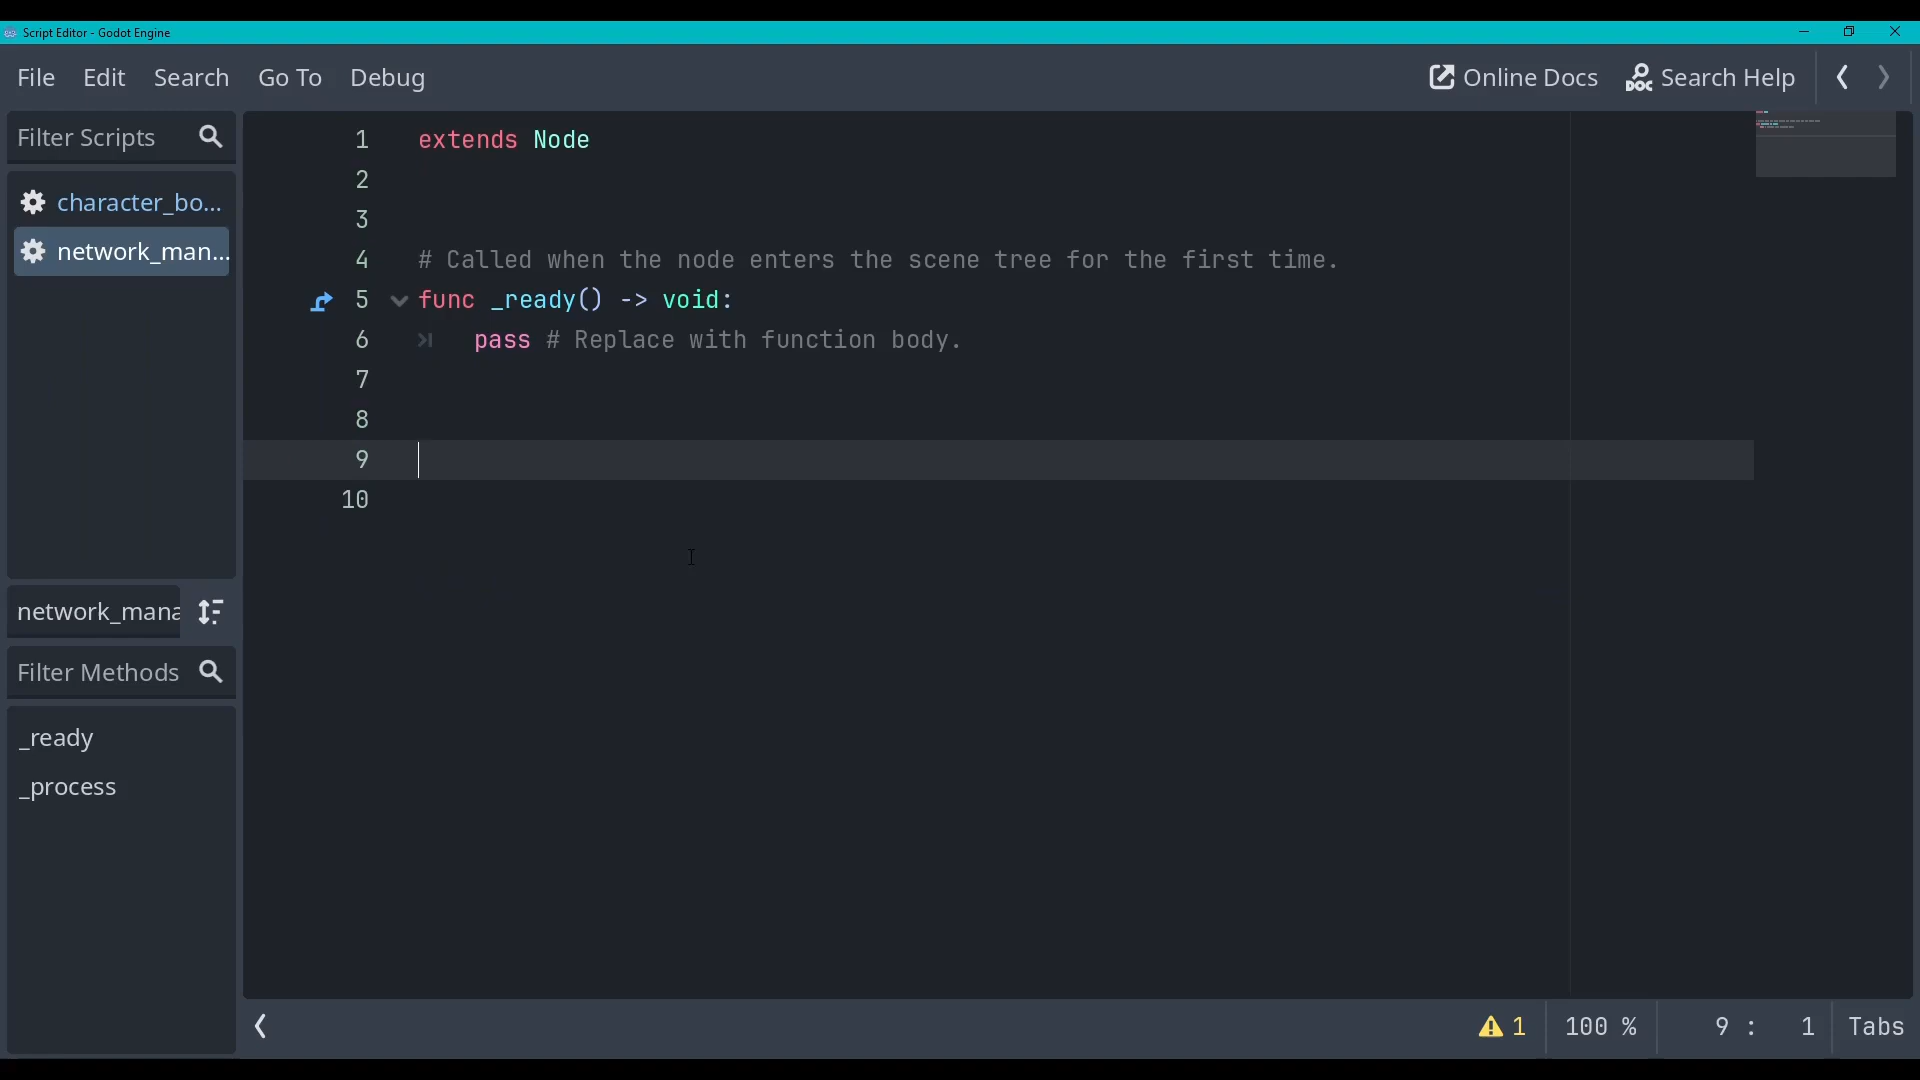 Script Editor - Godot Engine
File Edit Search Go To Debug
Online Docs Search Help
Filter Scripts
character_bo...
network_man...
network_mana
Filter Methods
_ready
_process
1 extends Node
2
3
4 # Called when the node enters the scene tree for the first time.
5 func _ready() -> void:
6 pass # Replace with function body.
7
8
9
10
1 100 % 9 : 1 Tabs